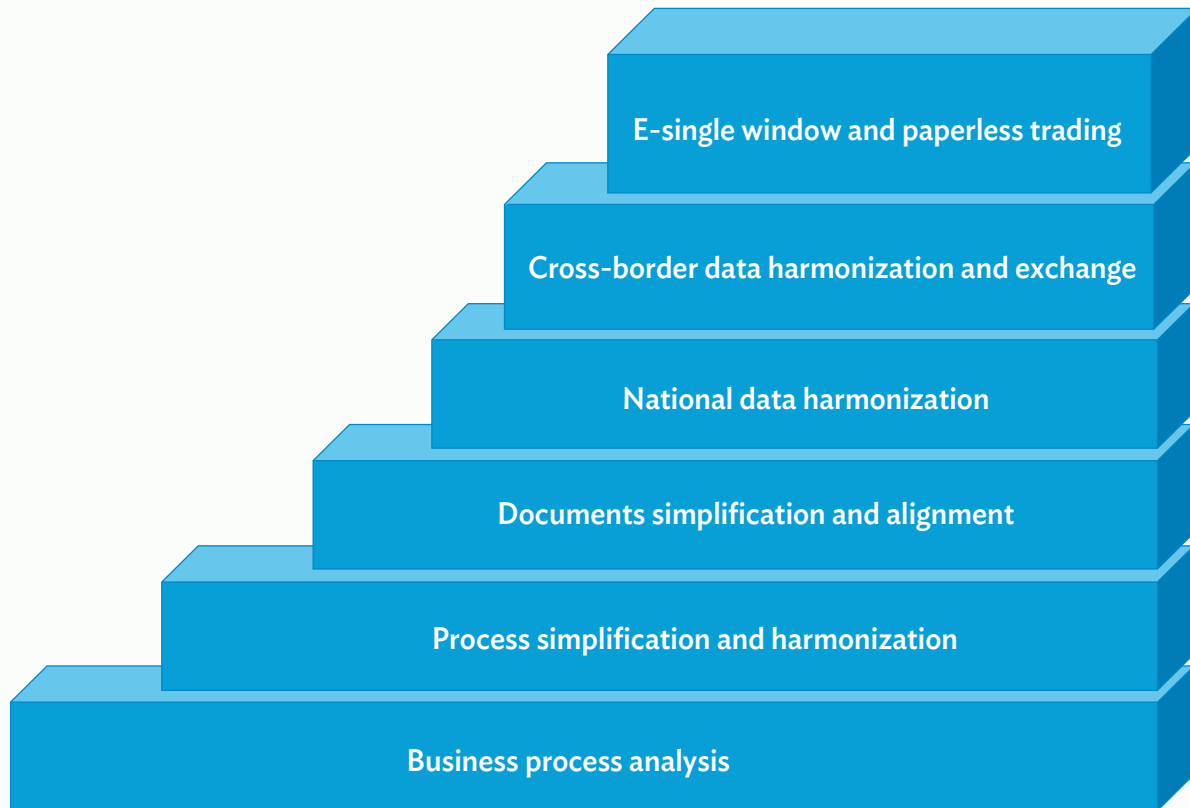 E-single window and paperless trading
Cross-border data harmonization and exchange
National data harmonization
Documents simplification and alignment
Process simplification and harmonization
Business process analysis